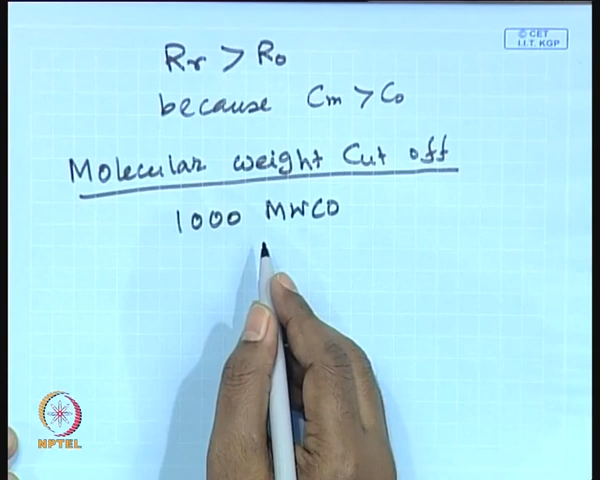 © CET
I.I.T. KGP
Rr > Ro
because Cm > Co
Molecular weight Cut off
1000 MWCO
NPTEL